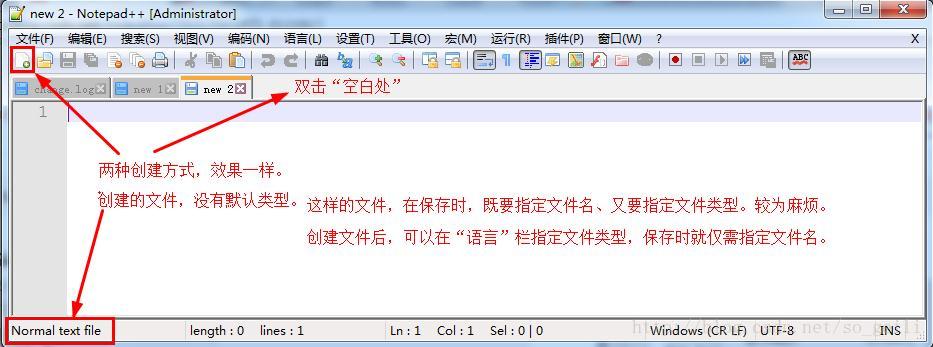 new 2 - Notepad++ [Administrator]
文件(F) 编辑(E) 搜索(S) 视图(V) 编码(N) 语言(L) 设置(T) 工具(O) 宏(M) 运行(R) 插件(P) 窗口(W) ? X
ABC
change.log new 1 new 2 双击“空白处”
1
两种创建方式，效果一样。
创建的文件，没有默认类型。
这样的文件，在保存时，既要指定文件名、又要指定文件类型。较为麻烦。
创建文件后，可以在“语言”栏指定文件类型，保存时就仅需指定文件名。
Normal text file length : 0 lines : 1 Ln : 1 Col : 1 Sel : 0 | 0 Windows (CR LF) UTF-8 INS